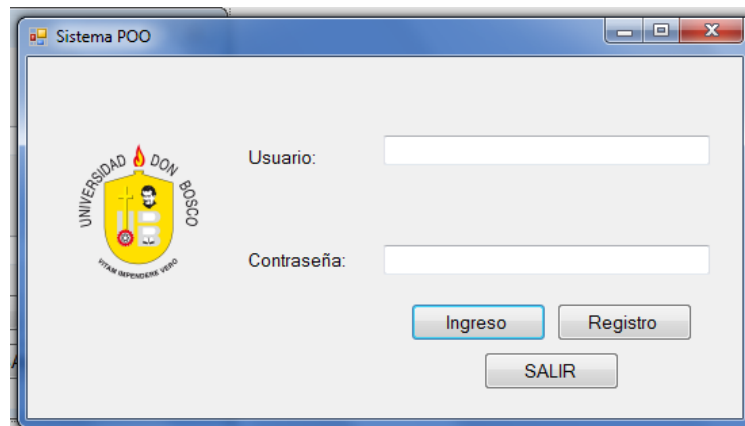 Sistema POO
UNIVERSIDAD DON BOSCO
VITAM IMPENDERE VERO
Usuario:
Contraseña:
Ingreso
Registro
SALIR